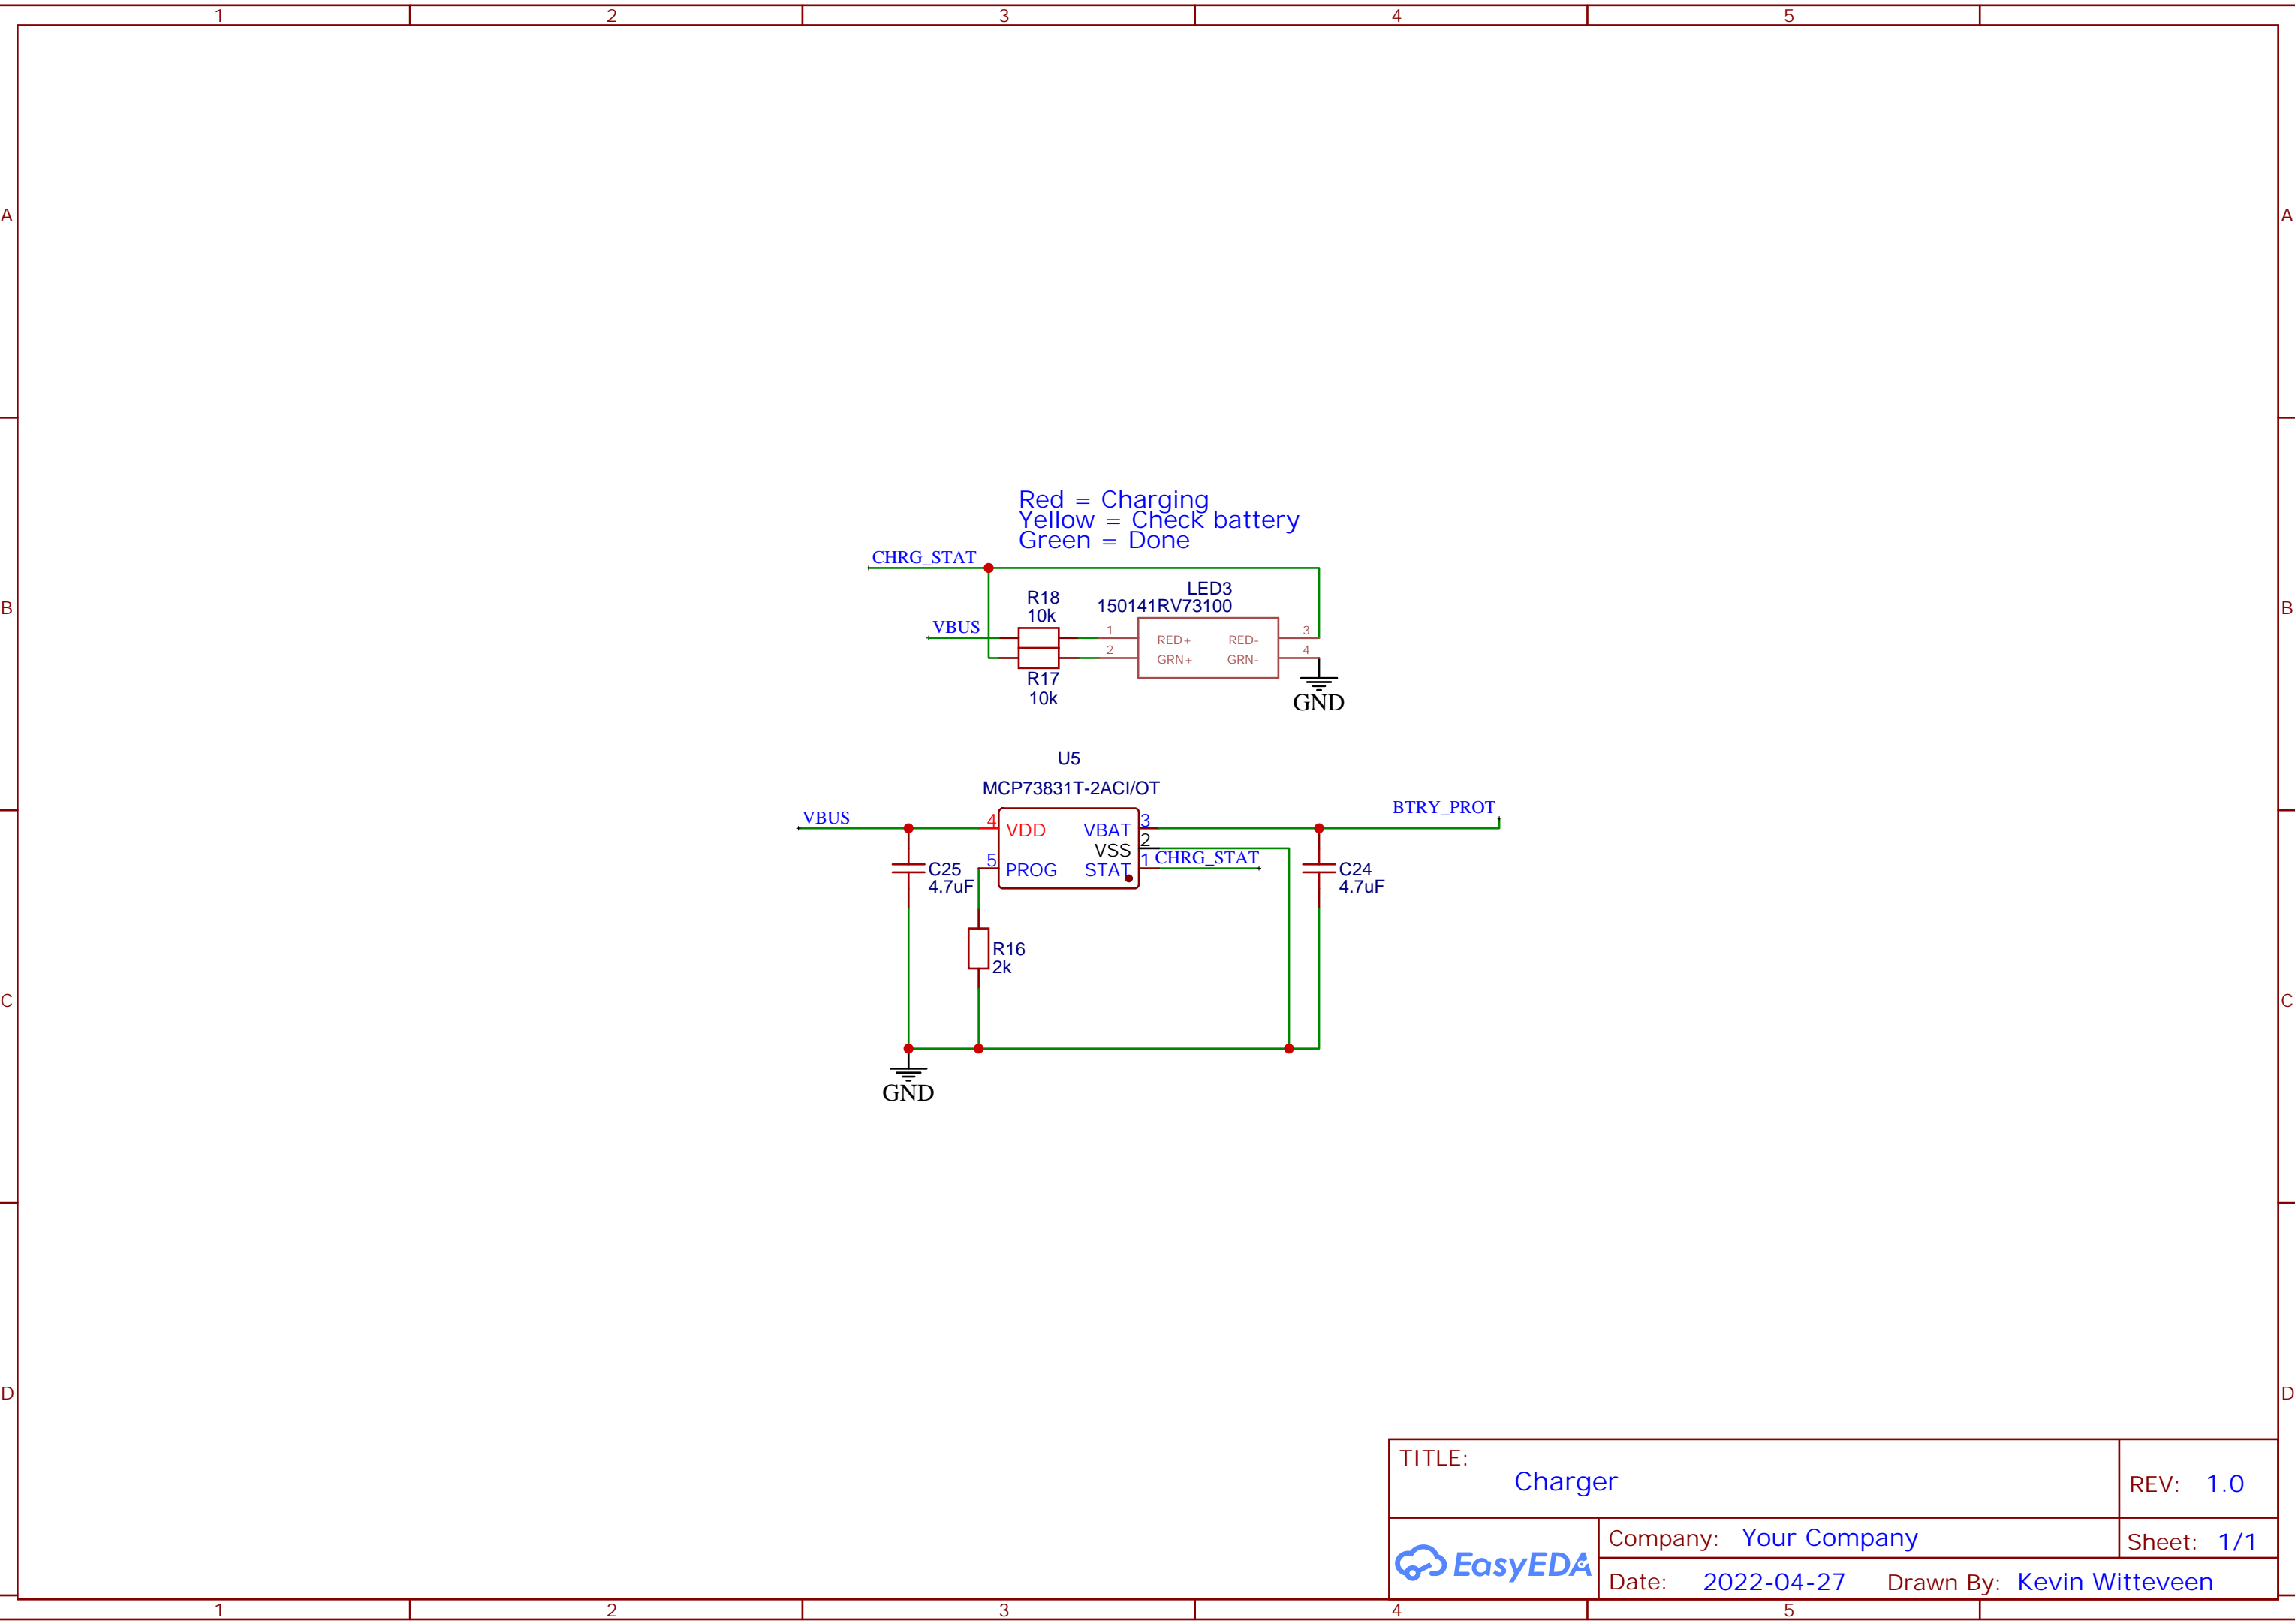 1 2 3 4 5
A A
Red = Charging
Yellow = Check battery
Green = Done
CHRG_STAT
LED3
R18 150141RV73100
B B
10k
VBUS 1 RED+ RED- 3
2 GRN+ GRN- 4
R17
10k
GND
U5
MCP73831T-2ACI/OT
BTRY_PROT
VBUS 4 VDD VBAT 3
VSS 2
5 PROG STAT 1 CHRG_STAT
C25 C24
4.7uF 4.7uF
R16
2k
C C
GND
D D
TITLE:
Charger
REV: 1.0
EasyEDA
Company: Your Company
Sheet: 1/1
Date: 2022-04-27 Drawn By: Kevin Witteveen
1 2 3 4 5